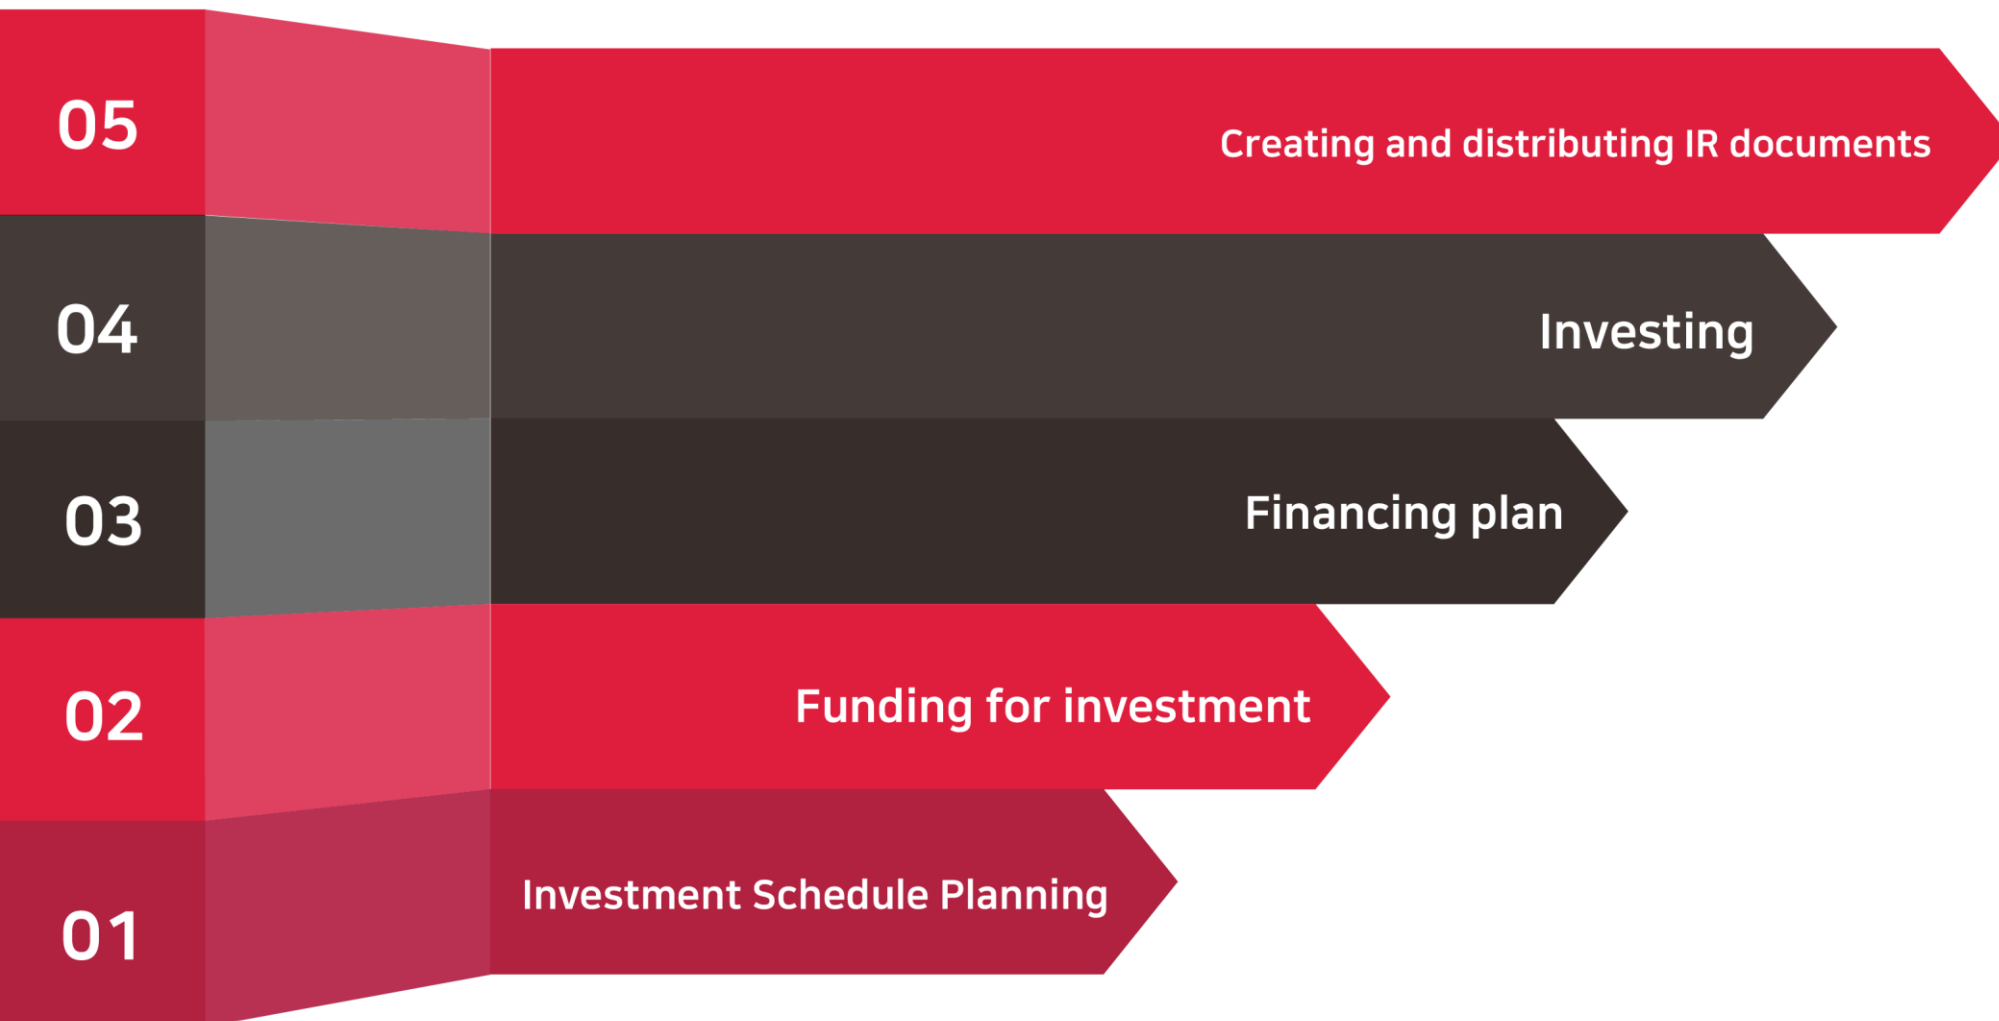 05
Creating and distributing IR documents
04
Investing
03
Financing plan
02
Funding for investment
01
Investment Schedule Planning